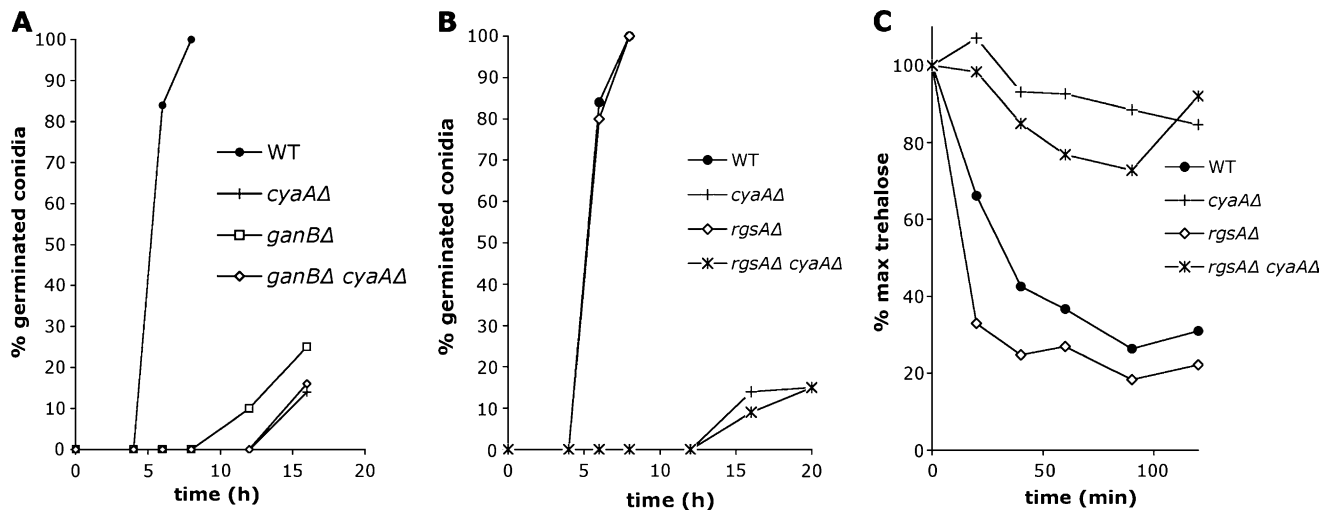 A
100
90
80
70
60
50
40
30
20
10
0
0 5 10 15 20
% germinated conidia
time (h)
WT
cyaAΔ
ganBΔ
ganBΔ cyaAΔ
B
100
90
80
70
60
50
40
30
20
10
0
0 5 10 15 20
% germinated conidia
time (h)
WT
cyaAΔ
rgsAΔ
rgsAΔ cyaAΔ
C
100
80
60
40
20
0
0 50 100
% max trehalose
time (min)
WT
cyaAΔ
rgsAΔ
rgsAΔ cyaAΔ